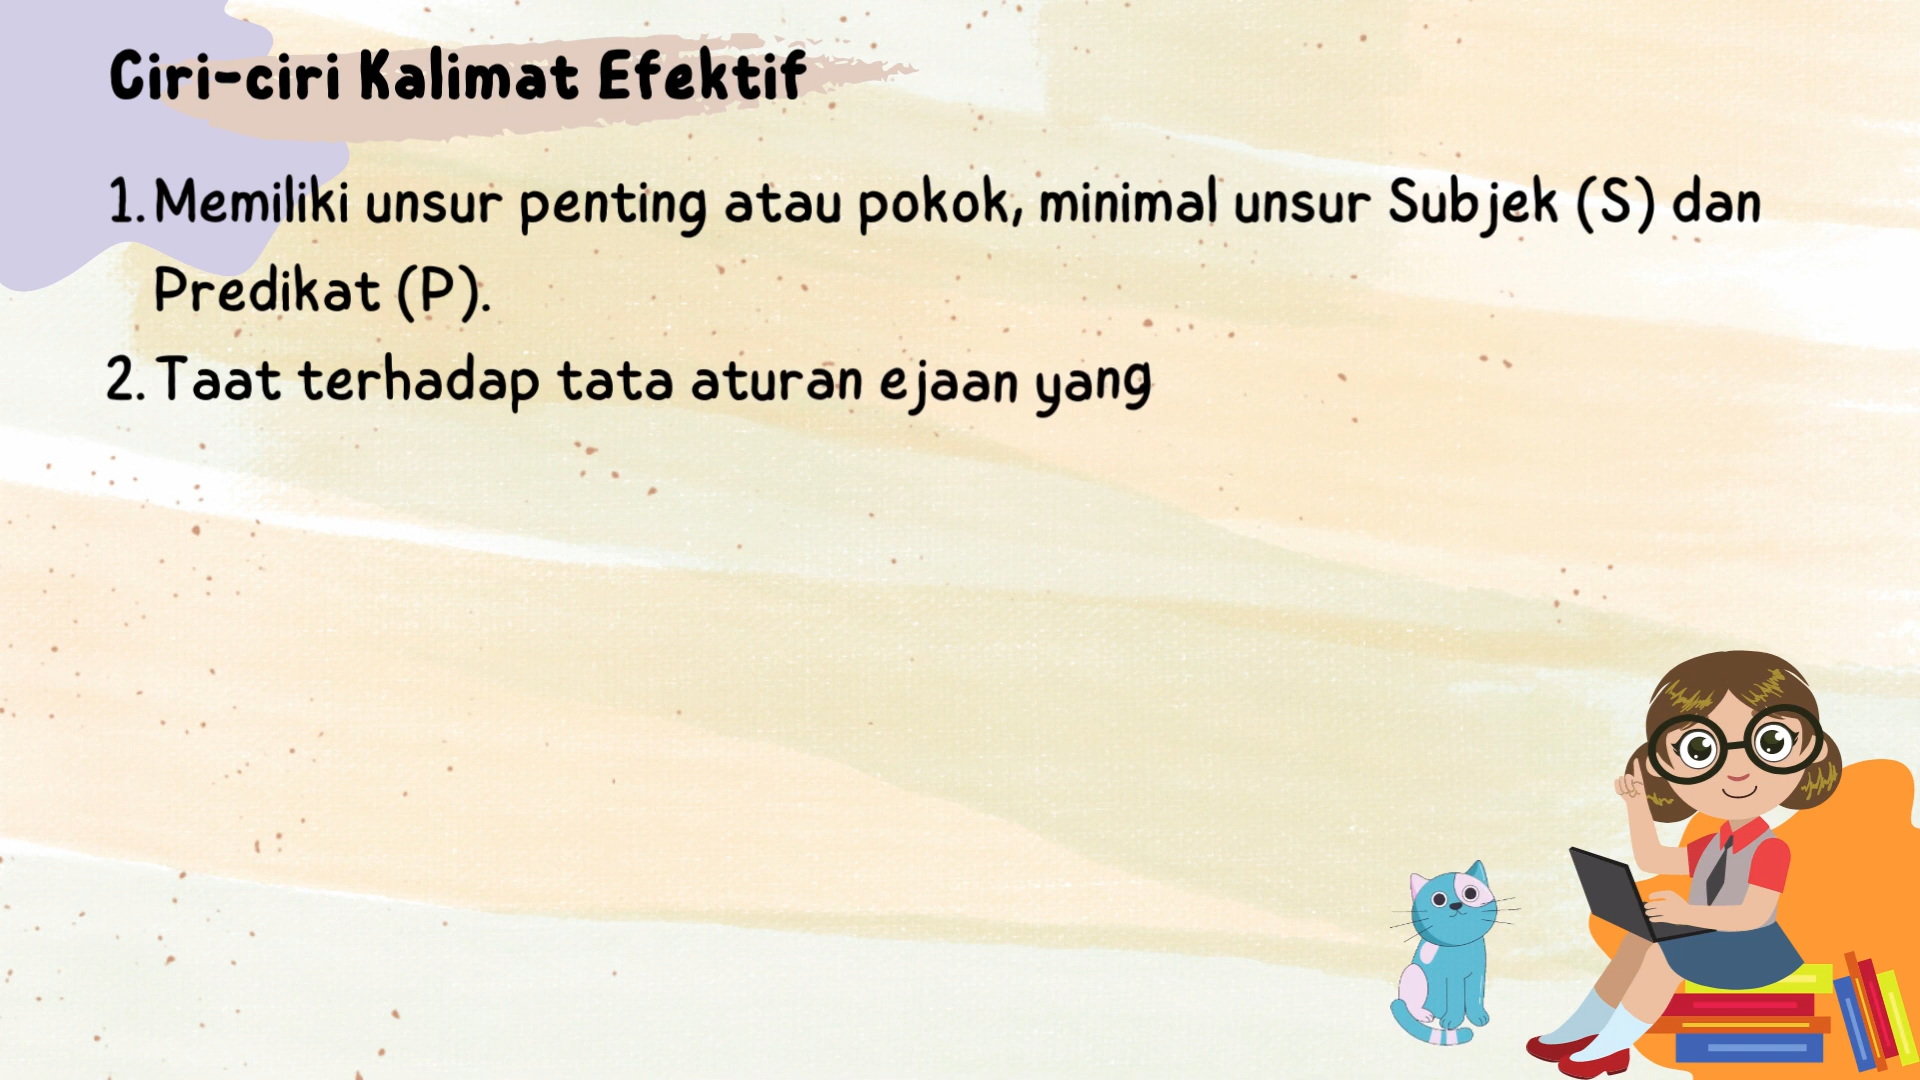 Ciri-ciri Kalimat Efektif
1. Memiliki unsur penting atau pokok, minimal unsur Subjek (S) dan
Predikat (P).
2. Taat terhadap tata aturan ejaan yang